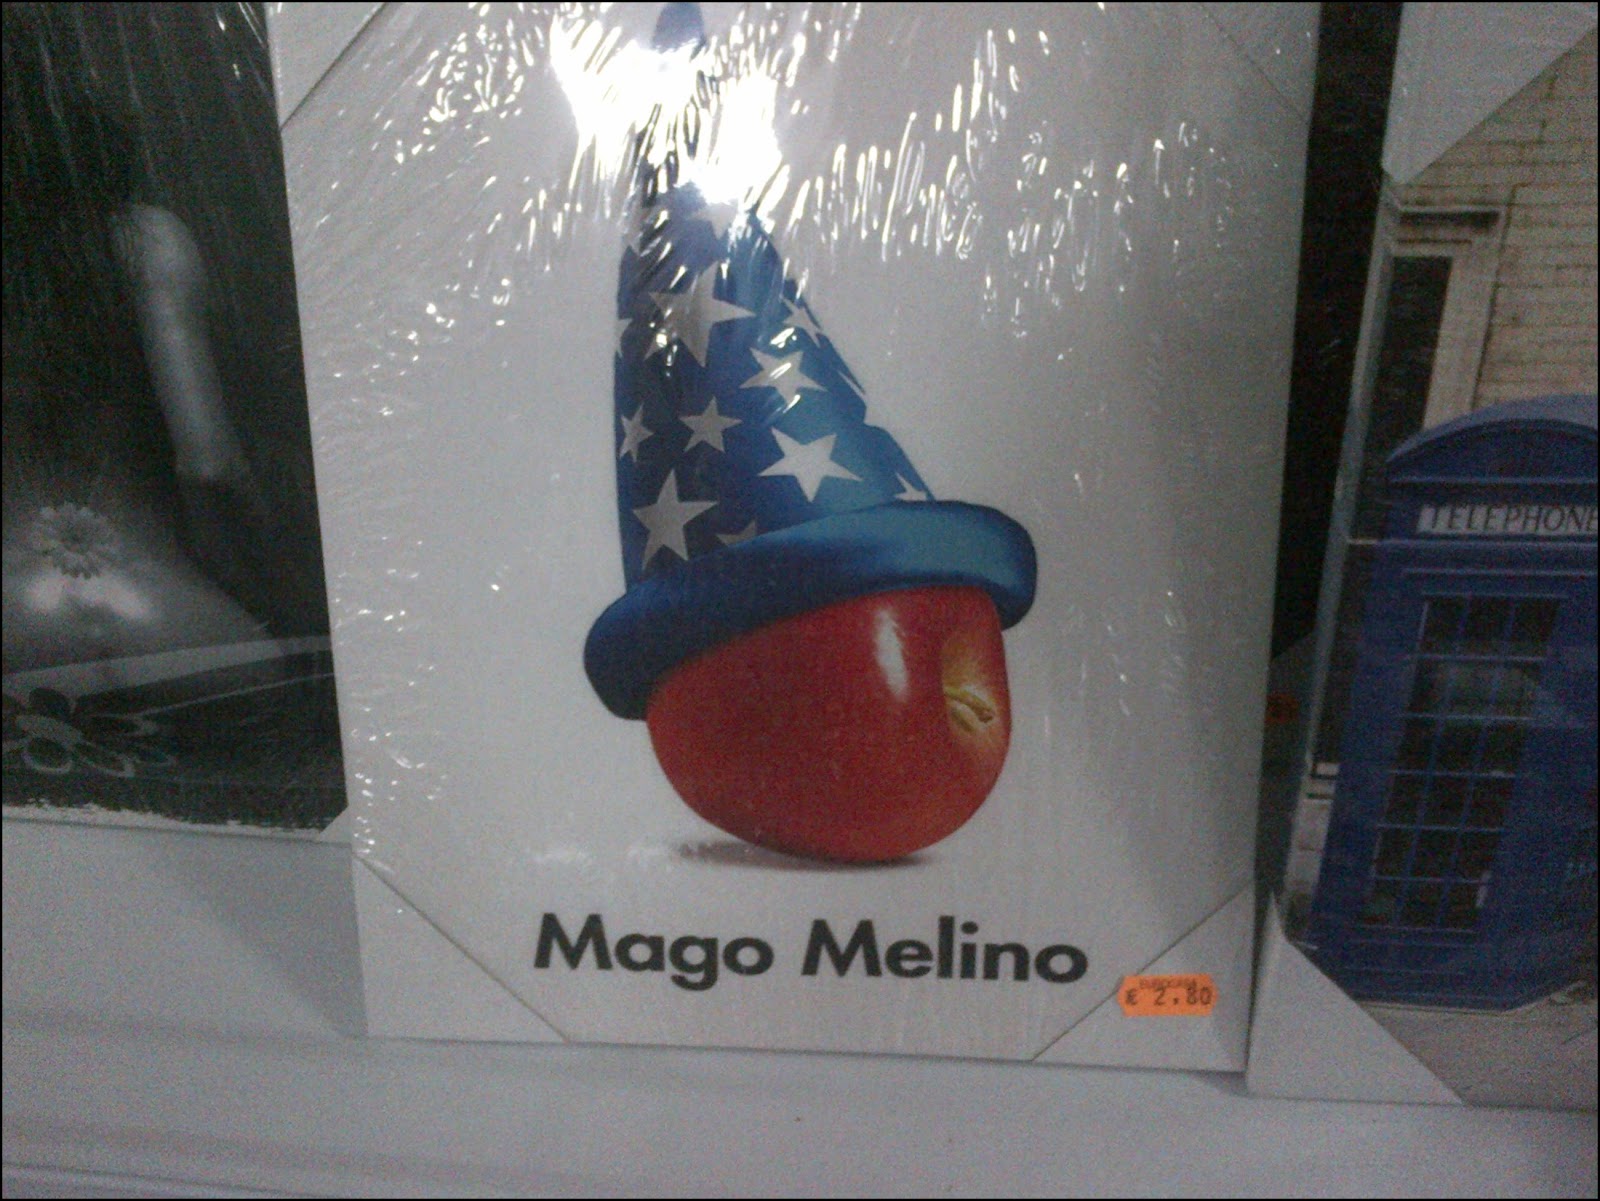 TELEPHONE
Mago Melino
€ 2.80